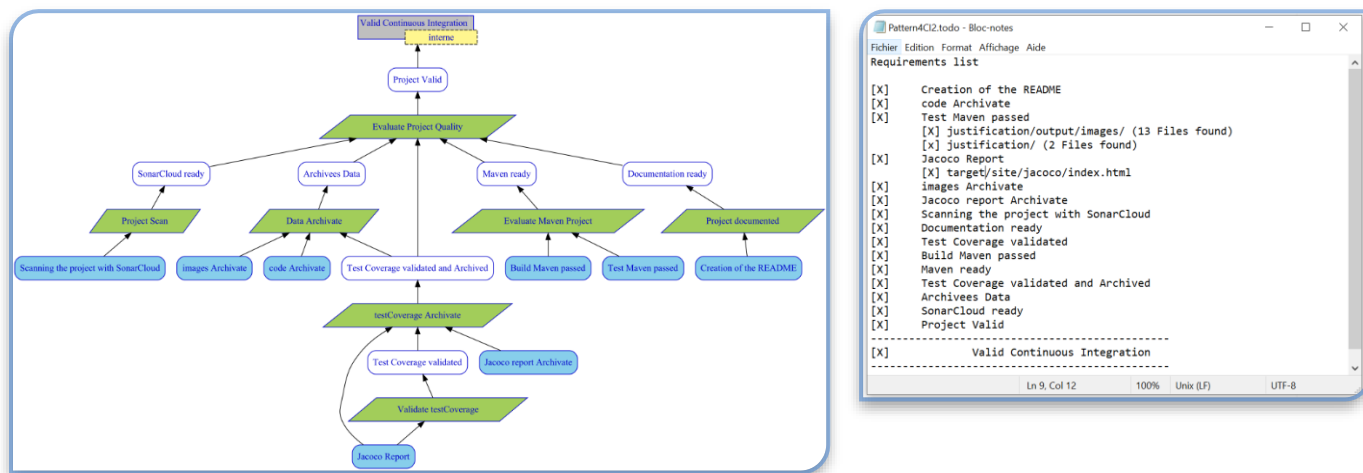 Valid Continuous Integration
interne
Project Valid
Evaluate Project Quality
SonarCloud ready
Archivees Data
Maven ready
Documentation ready
Project Scan
Data Archivate
Evaluate Maven Project
Project documented
Scanning the project with SonarCloud
images Archivate
code Archivate
Test Coverage validated and Archived
Build Maven passed
Test Maven passed
Creation of the README
testCoverage Archivate
Test Coverage validated
Jacoco report Archivate
Validate testCoverage
Jacoco Report
Pattern4CI2.todo - Bloc-notes
Fichier Edition Format Affichage Aide
Requirements list
[X] Creation of the README
[X] code Archivate
[X] Test Maven passed
[X] justification/output/images/ (13 Files found)
[X] justification/ (2 Files found)
[X] Jacoco Report
[X] target/site/jacoco/index.html
[X] images Archivate
[X] Jacoco report Archivate
[X] Scanning the project with SonarCloud
[X] Documentation ready
[X] Test Coverage validated
[X] Build Maven passed
[X] Maven ready
[X] Test Coverage validated and Archived
[X] Archivees Data
[X] SonarCloud ready
[X] Project Valid
----------------------------------------------
[X] Valid Continuous Integration
----------------------------------------------
Ln 9, Col 12 100% Unix (LF) UTF-8